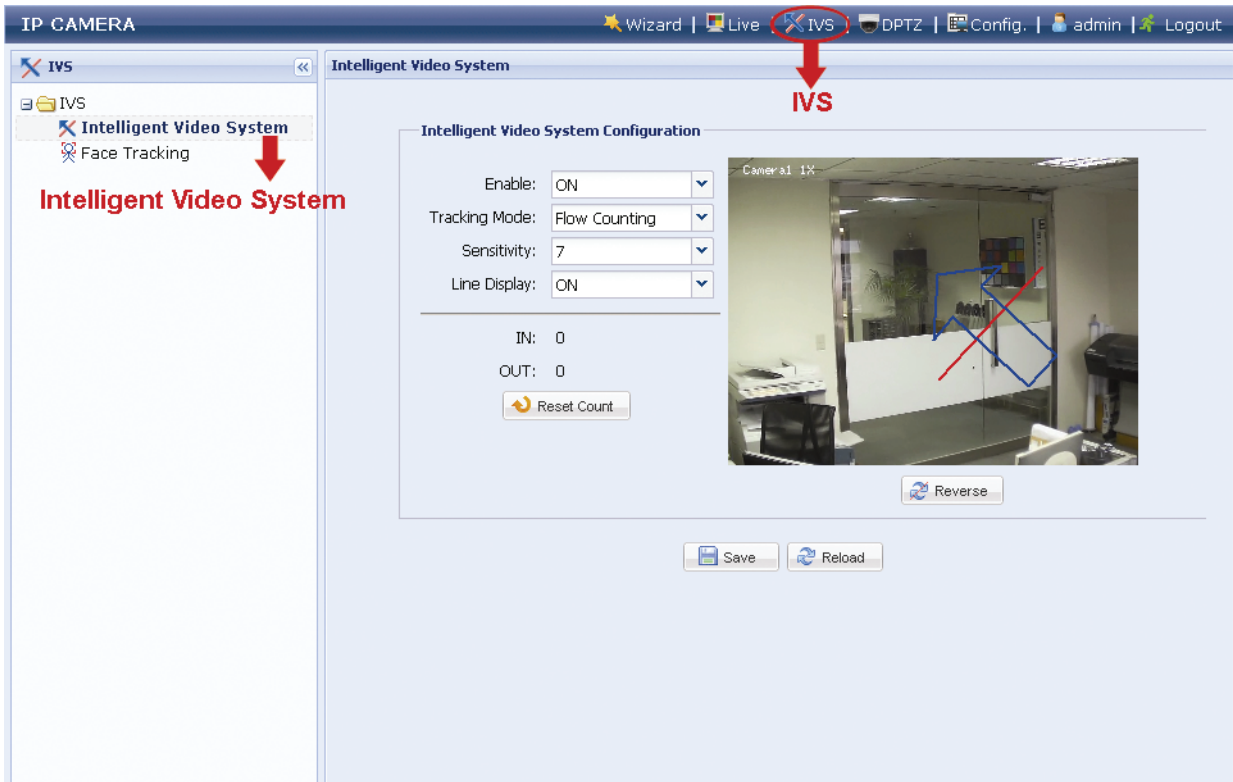 IP CAMERA
Wizard | Live | IVS | DPTZ | Config. | admin | Logout
IVS
Intelligent Video System
IVS
IVS
Intelligent Video System
Face Tracking
Intelligent Video System
Intelligent Video System Configuration
Enable: ON
Tracking Mode: Flow Counting
Sensitivity: 7
Line Display: ON
IN: 0
OUT: 0
Reset Count
Camera1 1X
Reverse
Save
Reload